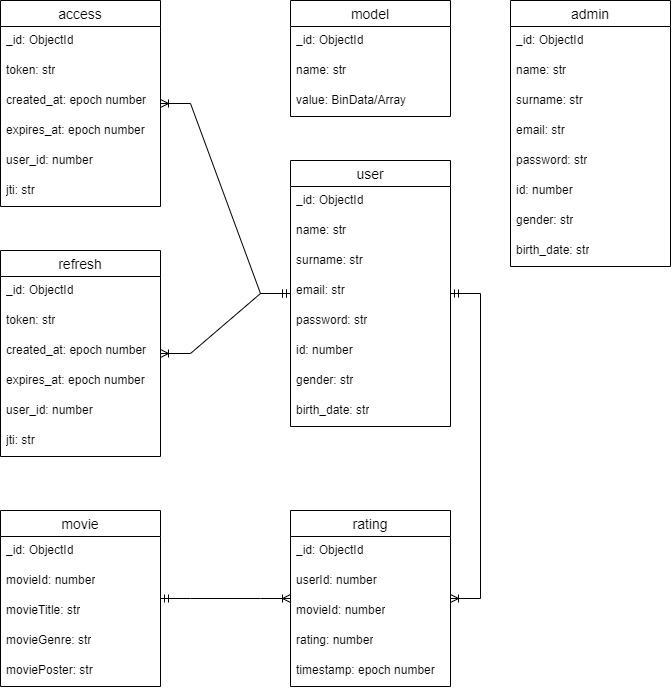 access
_id: ObjectId
token: str
created_at: epoch number
expires_at: epoch number
user_id: number
jti: str
model
_id: ObjectId
name: str
value: BinData/Array
admin
_id: ObjectId
name: str
surname: str
email: str
password: str
id: number
gender: str
birth_date: str
user
_id: ObjectId
name: str
surname: str
email: str
password: str
id: number
gender: str
birth_date: str
refresh
_id: ObjectId
token: str
created_at: epoch number
expires_at: epoch number
user_id: number
jti: str
movie
_id: ObjectId
movieId: number
movieTitle: str
movieGenre: str
moviePoster: str
rating
_id: ObjectId
userId: number
movieId: number
rating: number
timestamp: epoch number